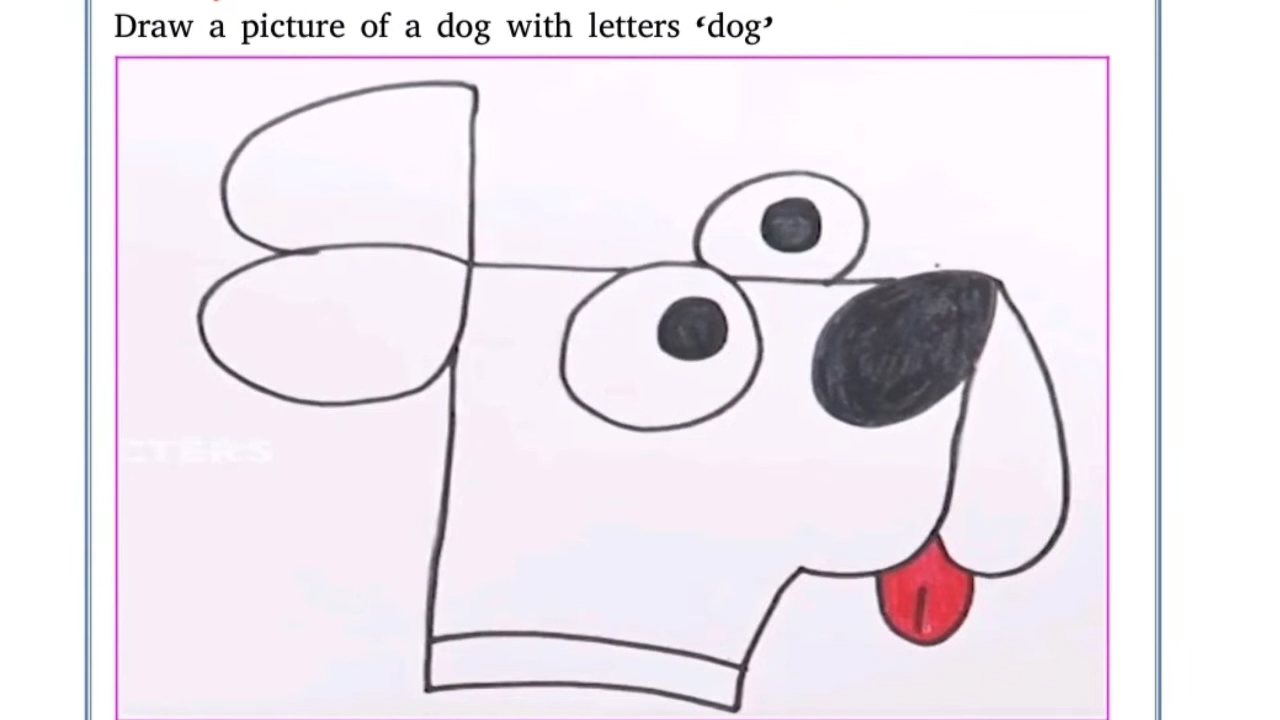 Draw a picture of a dog with letters ‘dog’